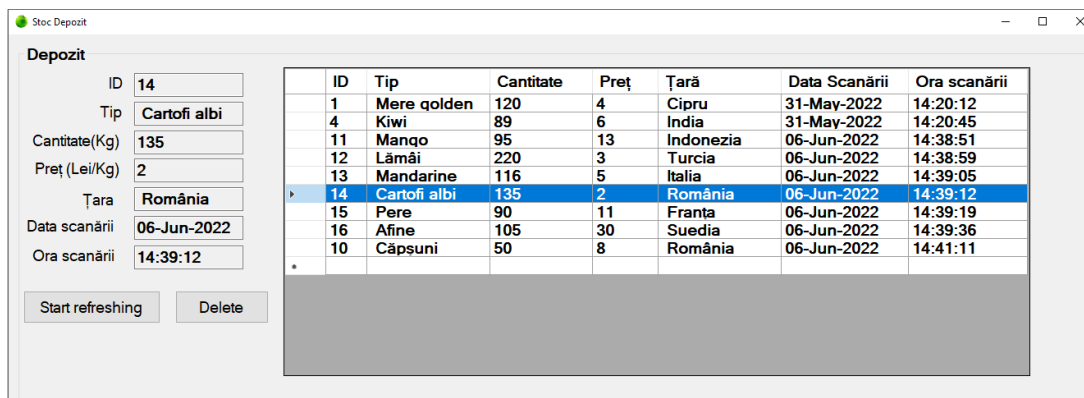 Stoc Depozit
Depozit
ID 14
Tip Cartofi albi
Cantitate(Kg) 135
Preț (Lei/Kg) 2
Țara România
Data scanării 06-Jun-2022
Ora scanării 14:39:12
Start refreshing Delete
ID Tip Cantitate Preț Țară Data Scanării Ora scanării
1 Mere golden 120 4 Cipru 31-May-2022 14:20:12
4 Kiwi 89 6 India 31-May-2022 14:20:45
11 Mango 95 13 Indonezia 06-Jun-2022 14:38:51
12 Lămâi 220 3 Turcia 06-Jun-2022 14:38:59
13 Mandarine 116 5 Italia 06-Jun-2022 14:39:05
14 Cartofi albi 135 2 România 06-Jun-2022 14:39:12
15 Pere 90 11 Franța 06-Jun-2022 14:39:19
16 Afine 105 30 Suedia 06-Jun-2022 14:39:36
10 Căpșuni 50 8 România 06-Jun-2022 14:41:11